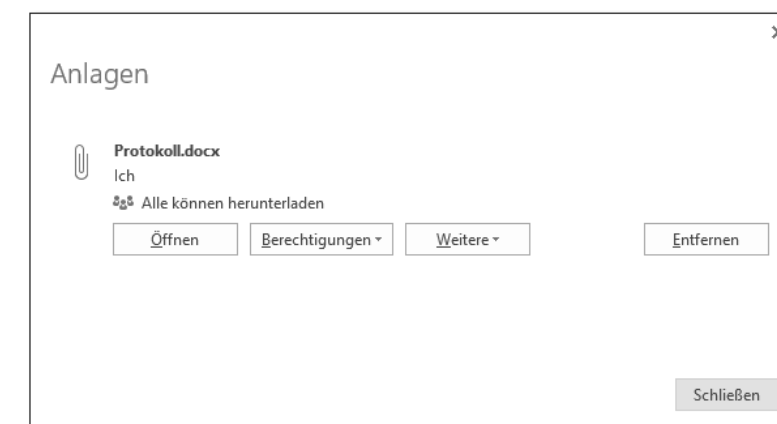 Anlagen
Protokoll.docx
Ich
Alle können herunterladen
Öffnen Berechtigungen Weitere Entfernen
Schließen